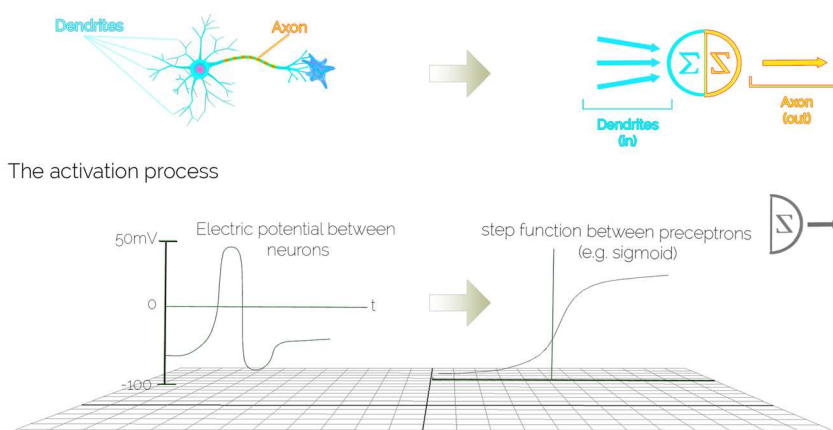 Dendrites
Axon
Σ
Dendrites
(in)
Axon
(out)
The activation process
50mV
0
-100
t
Electric potential between
neurons
step function between preceptrons
(e.g. sigmoid)